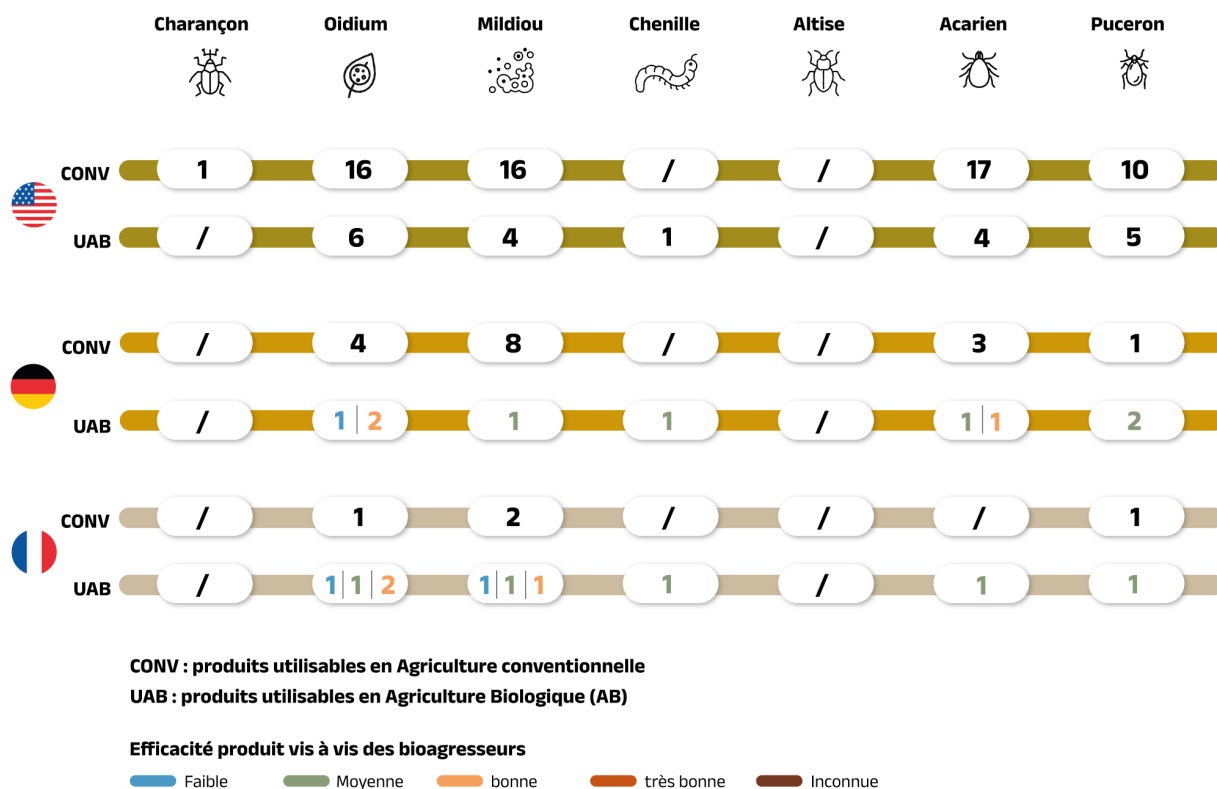 Charançon Oidium Mildiou Chenille Altise Acarien Puceron
CONV 1 16 16 / / 17 10
UAB / 6 4 1 / 4 5
CONV / 4 8 / / 3 1
UAB / 1 | 2 1 1 / 1 | 1 2
CONV / 1 2 / / / 1
UAB / 1 | 1 | 2 1 | 1 | 1 1 / 1 1
CONV : produits utilisables en Agriculture conventionnelle
UAB : produits utilisables en Agriculture Biologique (AB)
Efficacité produit vis à vis des bioagresseurs
Faible Moyenne bonne très bonne Inconnue